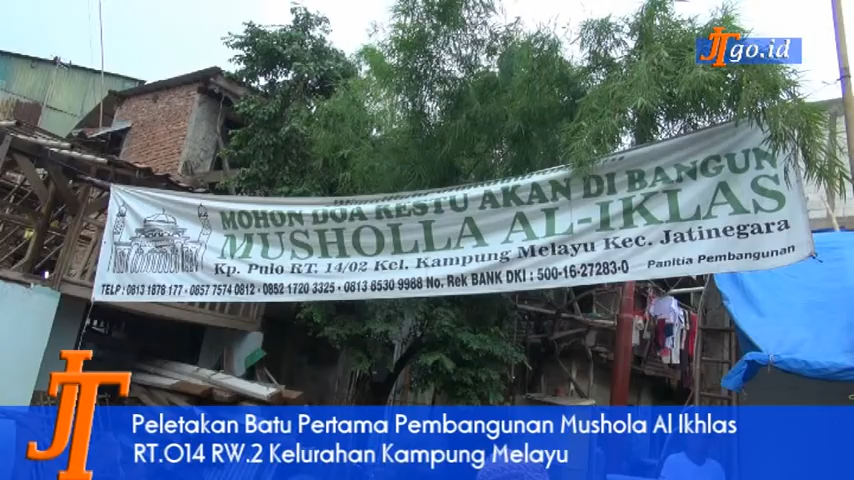 JTgo.id
MOHON DOA RESTU AKAN DI BANGUN
MUSHOLLA AL-IKLAS
Kp. Pulo RT. 14/02 Kel. Kampung Melayu Kec. Jatinegara
TELP : 0813 1878 177 - 0857 7574 0812 - 0852 1720 3325 - 0813 8530 9988 No. Rek BANK DKI : 500-16-27283-0 Panitia Pembangunan
JT
Peletakan Batu Pertama Pembangunan Mushola Al Ikhlas
RT.014 RW.2 Kelurahan Kampung Melayu